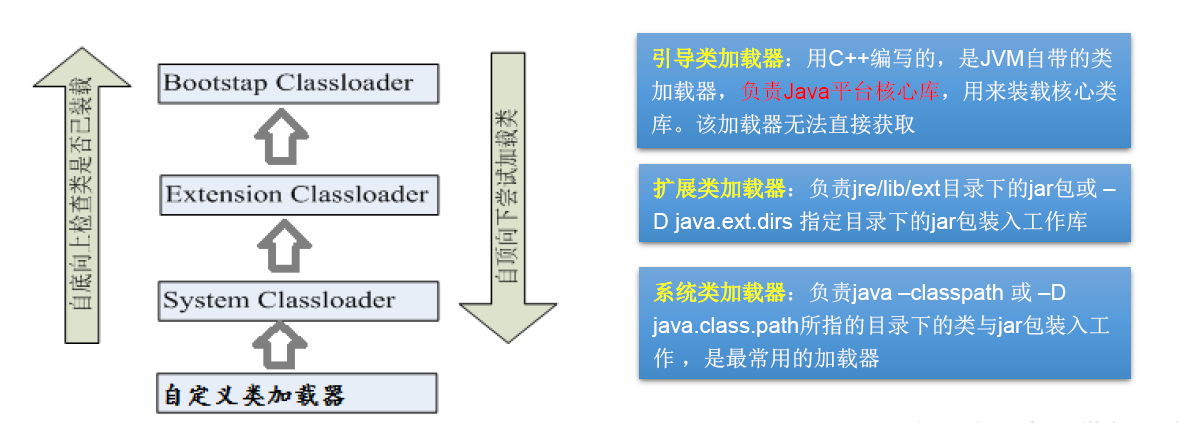 自底向上检查类是否已装载
Bootstap Classloader
Extension Classloader
System Classloader
自定义类加载器
自顶向下尝试加载类
引导类加载器：用C++编写的，是JVM自带的类
加载器，负责Java平台核心库，用来装载核心类
库。该加载器无法直接获取
扩展类加载器：负责jre/lib/ext目录下的jar包或 –
D java.ext.dirs 指定目录下的jar包装入工作库
系统类加载器：负责java –classpath 或 –D
java.class.path所指的目录下的类与jar包装入工
作 ，是最常用的加载器